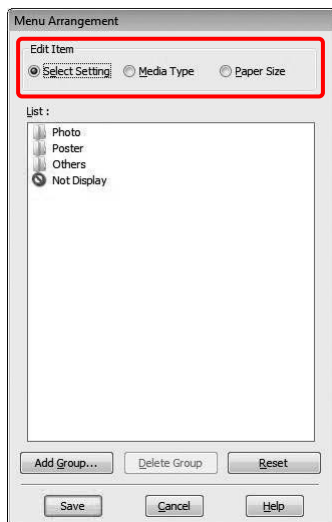 Menu Arrangement
Edit Item
Select Setting Media Type Paper Size
List :
Photo
Poster
Others
Not Display
Add Group... Delete Group Reset
Save Cancel Help